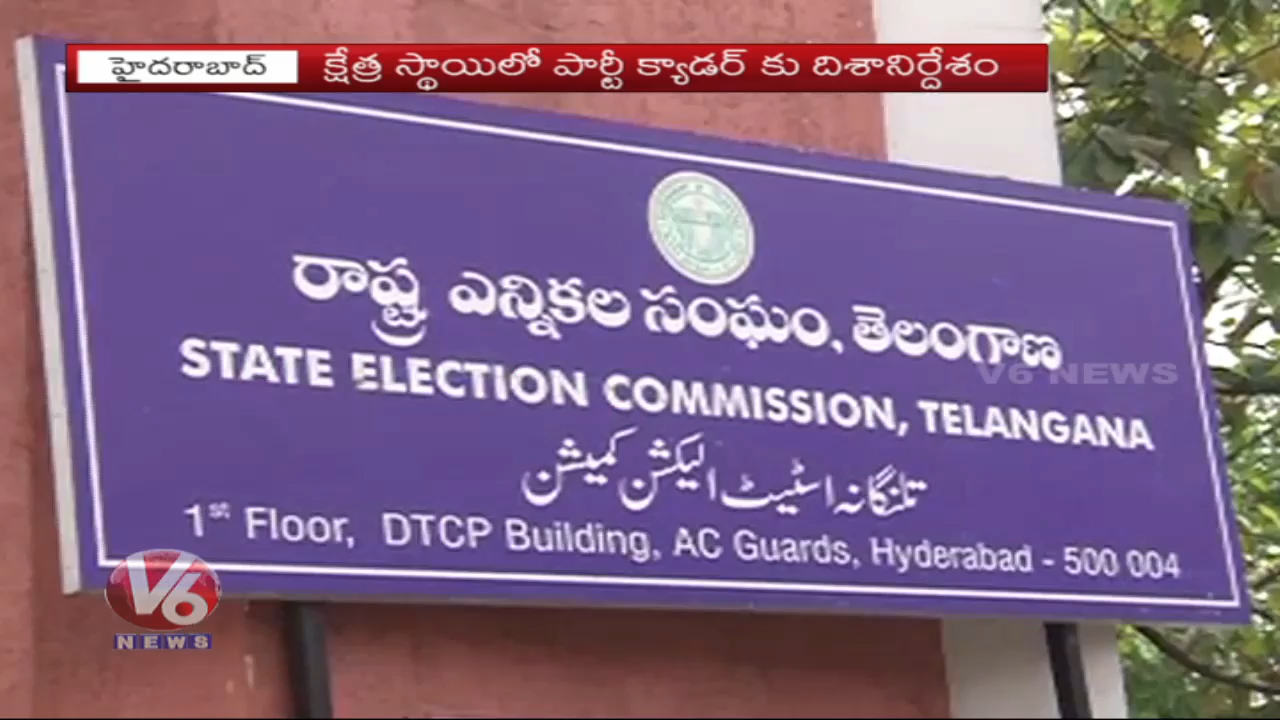 హైదరాబాద్ క్షేత్ర స్థాయిలో పార్టీ క్యాడర్ కు దిశానిర్దేశం
రాష్ట్ర ఎన్నికల సంఘం, తెలంగాణ
V6 NEWS
STATE ELECTION COMMISSION, TELANGANA
تلنگانہ اسٹیٹ الیکشن کمیشن
1st Floor, DTCP Building, AC Guards, Hyderabad - 500 004
V6
NEWS